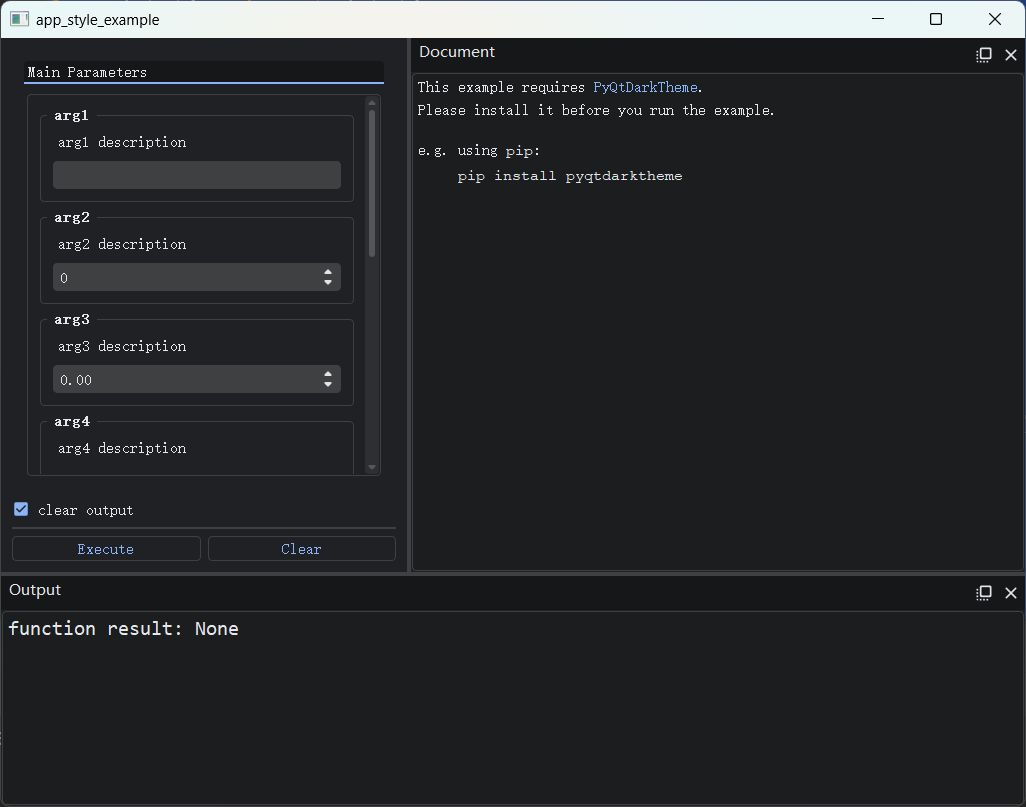 app_style_example
Main Parameters
arg1
arg1 description
arg2
arg2 description
0
arg3
arg3 description
0.00
arg4
arg4 description
clear output
Execute
Clear
Document
This example requires PyQtDarkTheme.
Please install it before you run the example.
e.g. using pip:
pip install pyqtdarktheme
Output
function result: None